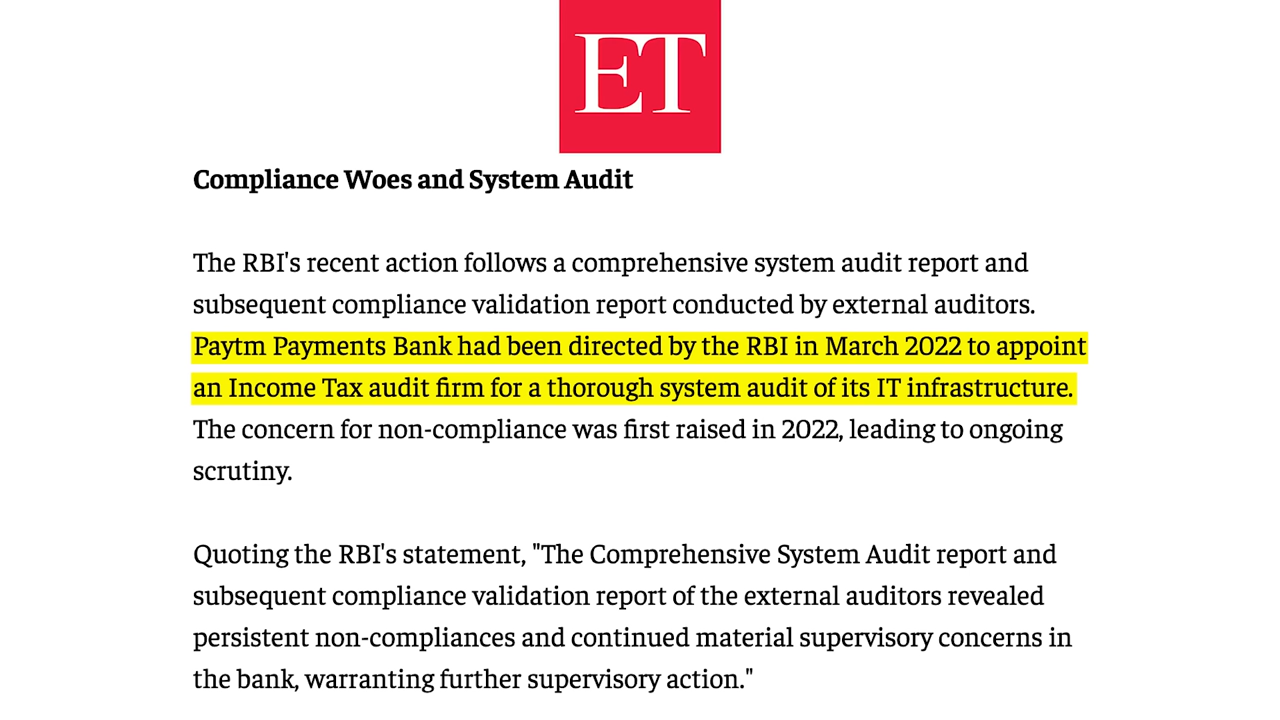 ET
Compliance Woes and System Audit
The RBI's recent action follows a comprehensive system audit report and
subsequent compliance validation report conducted by external auditors.
Paytm Payments Bank had been directed by the RBI in March 2022 to appoint
an Income Tax audit firm for a thorough system audit of its IT infrastructure.
The concern for non-compliance was first raised in 2022, leading to ongoing
scrutiny.
Quoting the RBI's statement, "The Comprehensive System Audit report and
subsequent compliance validation report of the external auditors revealed
persistent non-compliances and continued material supervisory concerns in
the bank, warranting further supervisory action."